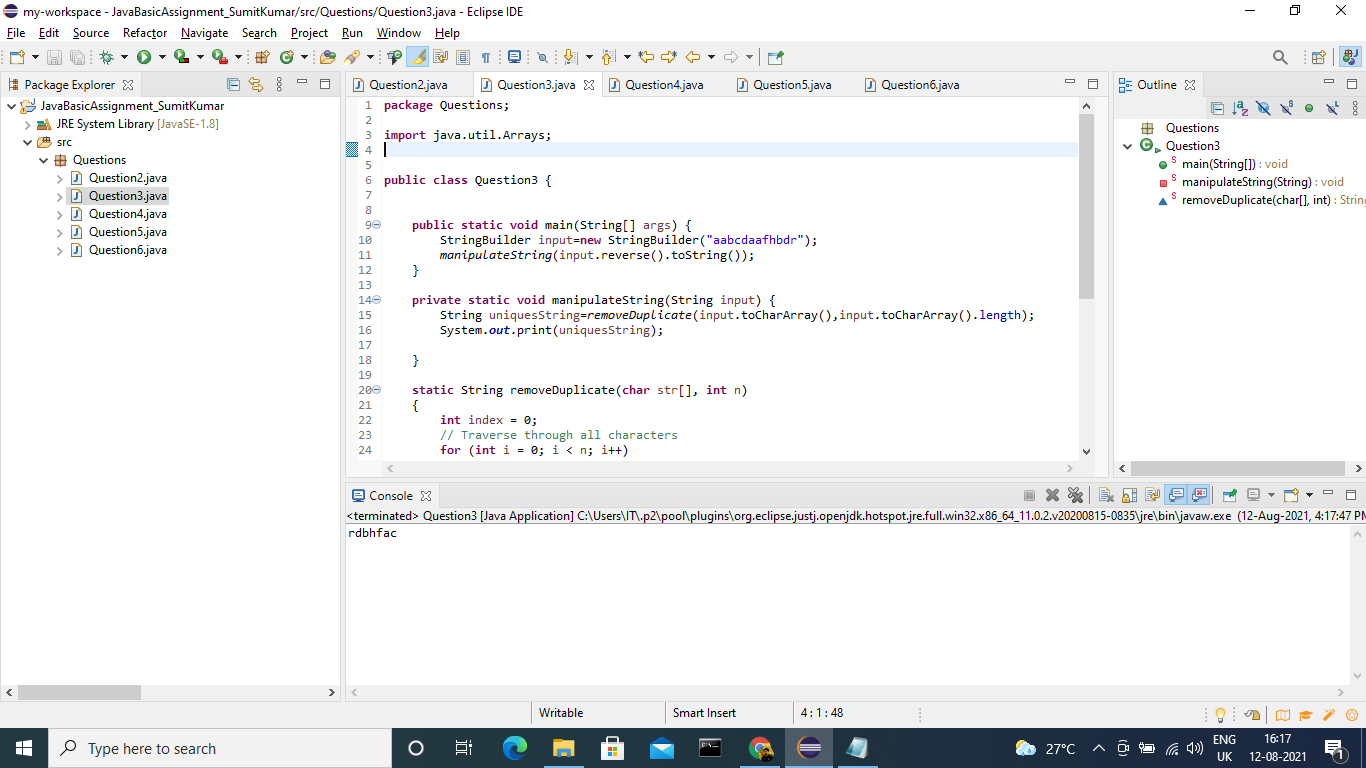 my-workspace - JavaBasicAssignment_SumitKumar/src/Questions/Question3.java - Eclipse IDE
File Edit Source Refactor Navigate Search Project Run Window Help
Package Explorer
JavaBasicAssignment_SumitKumar
JRE System Library [JavaSE-1.8]
src
Questions
Question2.java
Question3.java
Question4.java
Question5.java
Question6.java
Question2.java Question3.java Question4.java Question5.java Question6.java
1 package Questions;
2
3 import java.util.Arrays;
4
5
6 public class Question3 {
7
8
9 public static void main(String[] args) {
10 StringBuilder input=new StringBuilder("aabcdaafhbdr");
11 manipulateString(input.reverse().toString());
12 }
13
14 private static void manipulateString(String input) {
15 String uniquesString=removeDuplicate(input.toCharArray(),input.toCharArray().length);
16 System.out.print(uniquesString);
17
18 }
19
20 static String removeDuplicate(char str[], int n)
21 {
22 int index = 0;
23 // Traverse through all characters
24 for (int i = 0; i < n; i++)
Outline
Questions
Question3
main(String[]) : void
manipulateString(String) : void
removeDuplicate(char[], int) : String
Console
<terminated> Question3 [Java Application] C:\Users\IT\.p2\pool\plugins\org.eclipse.justj.openjdk.hotspot.jre.full.win32.x86_64_11.0.2.v20200815-0835\jre\bin\javaw.exe (12-Aug-2021, 4:17:47 PM
rdbhfac
Writable Smart Insert 4 : 1 : 48
Type here to search
27°C
ENG
UK
16:17
12-08-2021
1